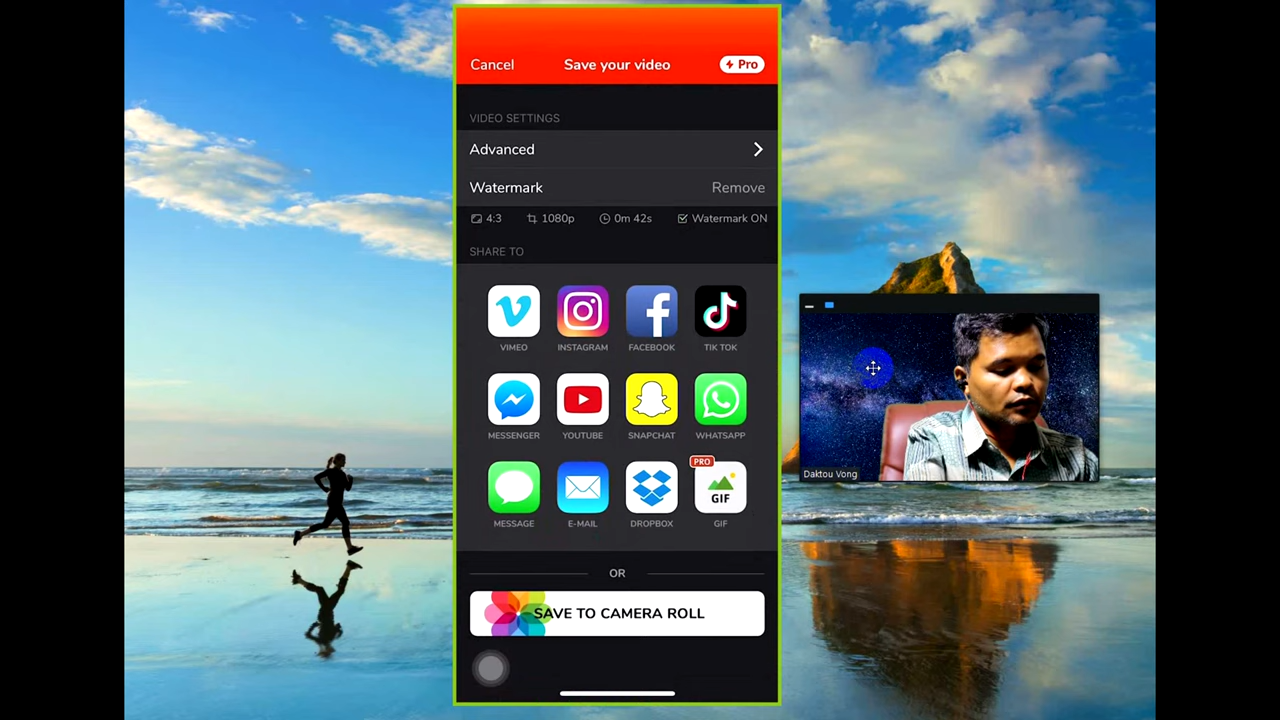 Cancel Save your video Pro
VIDEO SETTINGS
Advanced
Watermark Remove
4:3 1080p 0m 42s Watermark ON
SHARE TO
VIMEO INSTAGRAM FACEBOOK TIK TOK
MESSENGER YOUTUBE SNAPCHAT WHATSAPP
PRO
GIF
MESSAGE E-MAIL DROPBOX GIF
OR
SAVE TO CAMERA ROLL
Daktou Vong